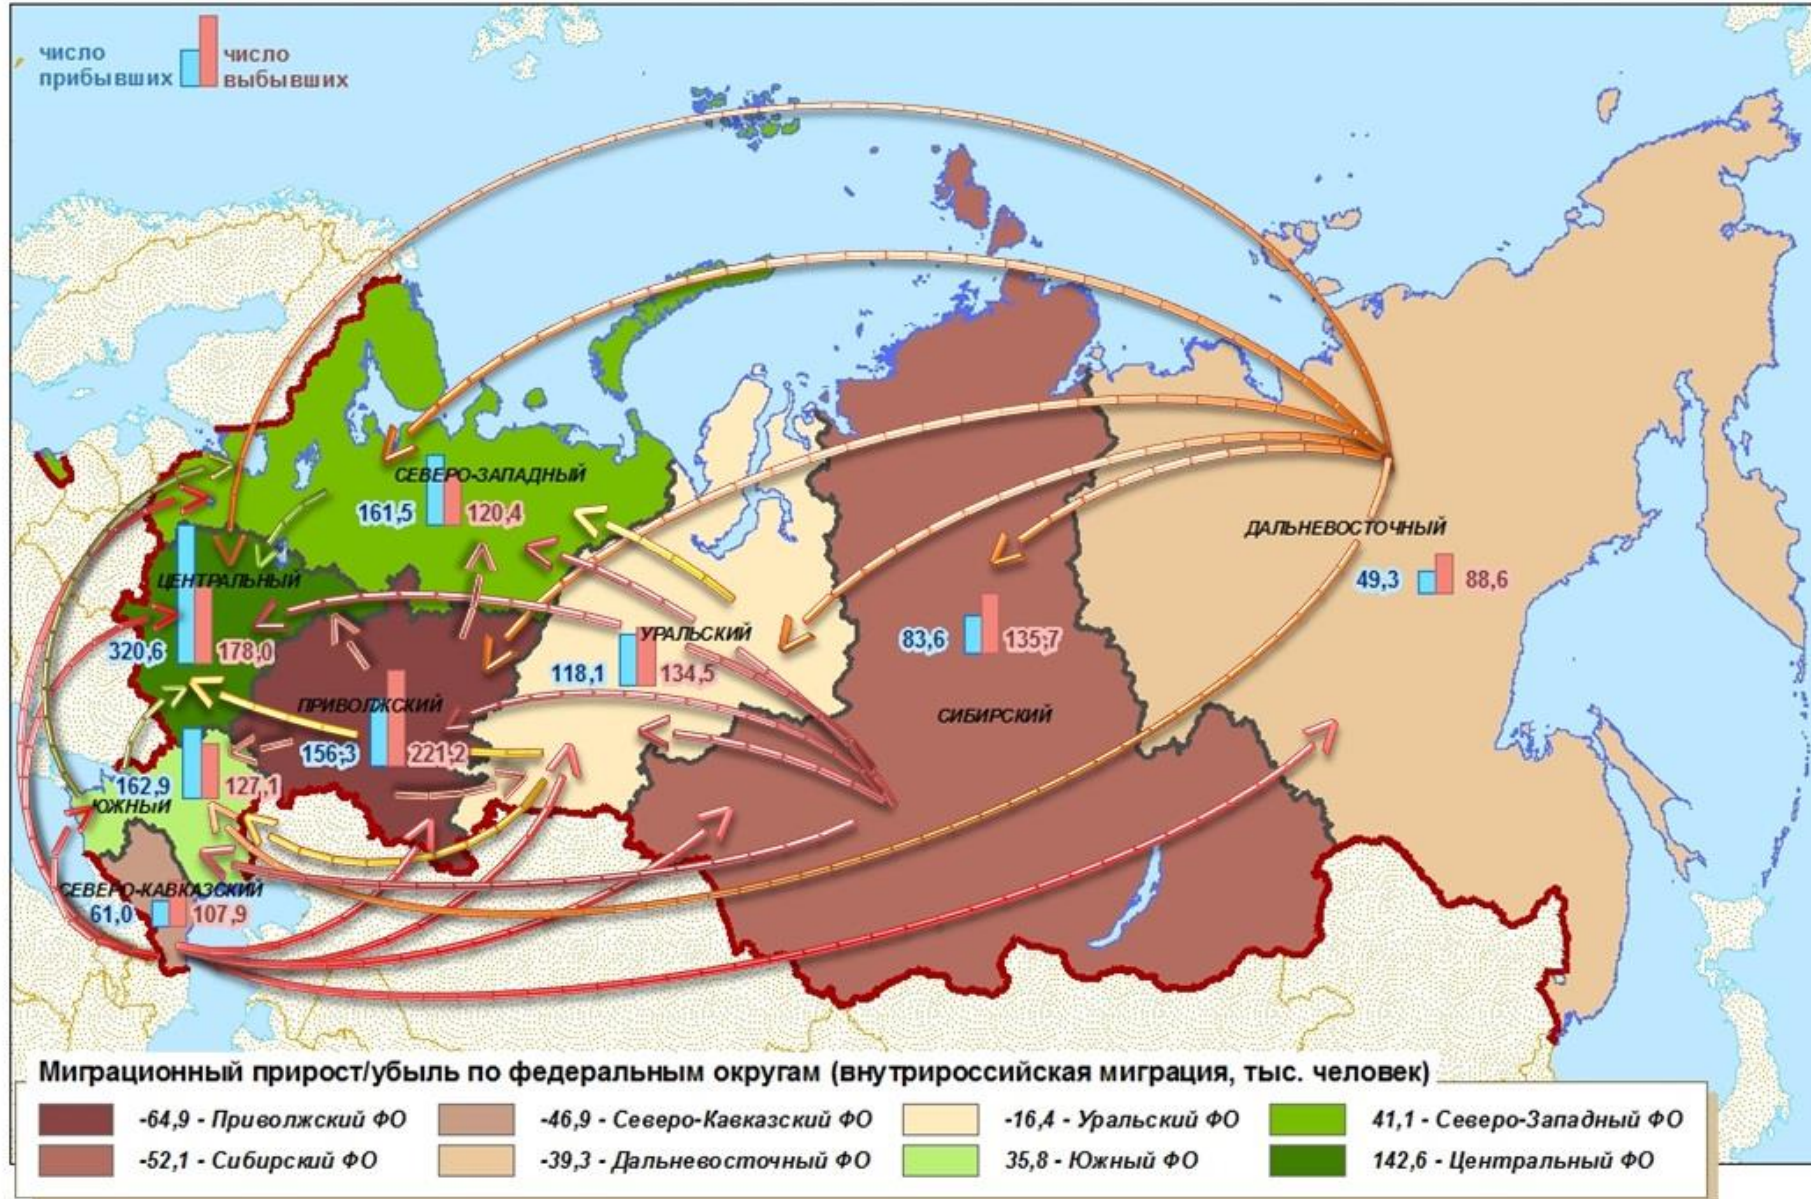 число
прибывших
число
выбывших
СЕВЕРО-ЗАПАДНЫЙ
161,5
120,4
ДАЛЬНЕВОСТОЧНЫЙ
49,3
88,6
ЦЕНТРАЛЬНЫЙ
320,6
178,0
УРАЛЬСКИЙ
118,1
134,5
83,6
135,7
СИБИРСКИЙ
ПРИВОЛЖСКИЙ
156,3
221,2
162,9
127,1
ЮЖНЫЙ
СЕВЕРО-КАВКАЗСКИЙ
61,0
107,9
Миграционный прирост/убыль по федеральным округам (внутрироссийская миграция, тыс. человек)
-64,9 - Приволжский ФО
-46,9 - Северо-Кавказский ФО
-16,4 - Уральский ФО
41,1 - Северо-Западный ФО
-52,1 - Сибирский ФО
-39,3 - Дальневосточный ФО
35,8 - Южный ФО
142,6 - Центральный ФО